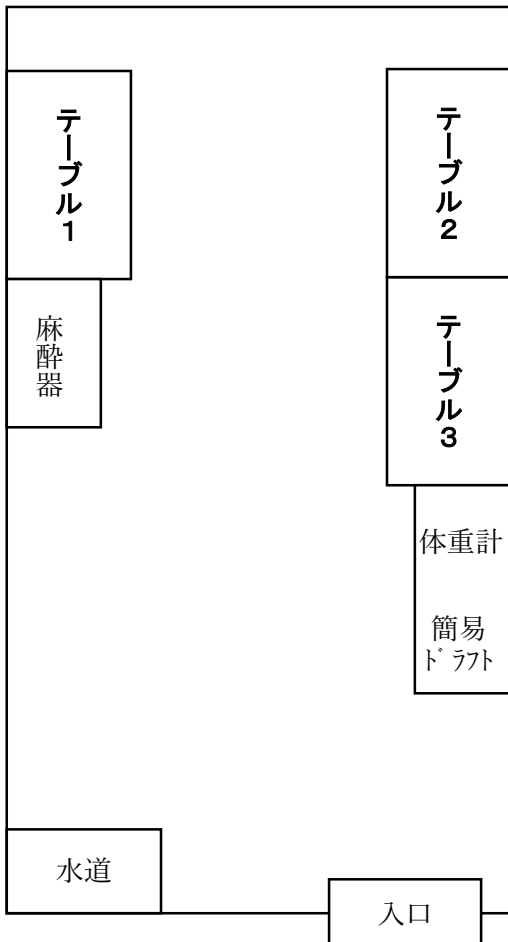 テーブル1
テーブル2
麻酔器
テーブル3
体重計
簡易
ﾄﾞﾗﾌﾄ
水道
入口